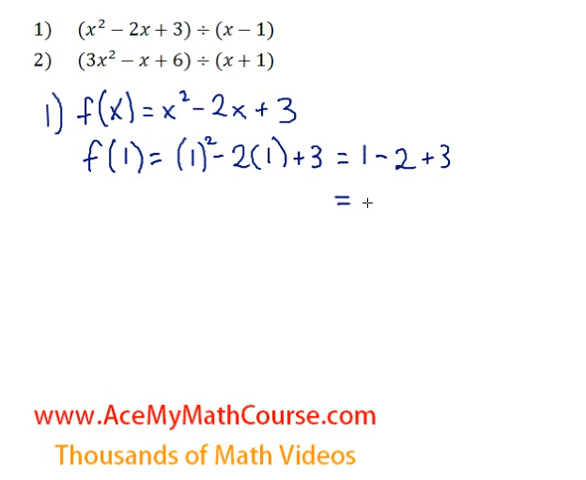 1) (x² − 2x + 3) ÷ (x − 1)
2) (3x² − x + 6) ÷ (x + 1)
1) f(x) = x² - 2x + 3
f(1) = (1)² - 2(1) + 3 = 1 - 2 + 3
=
www.AceMyMathCourse.com
Thousands of Math Videos